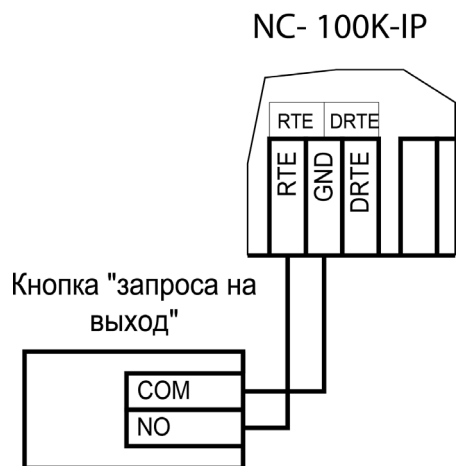 NC- 100K-IP
RTE DRTE
RTE GND DRTE
Кнопка "запроса на
выход"
COM
NO